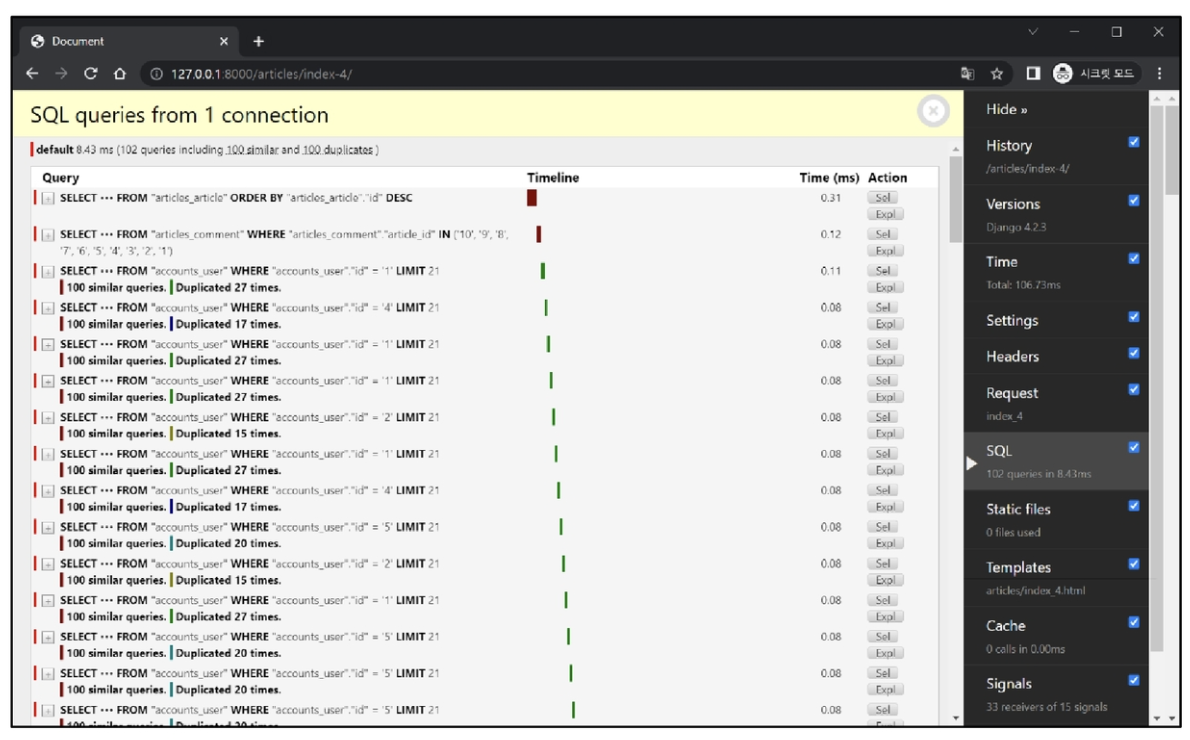 Document
127.0.0.1:8000/articles/index-4/
시크릿 모드
SQL queries from 1 connection
default 8.43 ms (102 queries including 100 similar and 100 duplicates )
Query Timeline Time (ms) Action
SELECT ••• FROM "articles_article" ORDER BY "articles_article"."id" DESC 0.31 Sel
Expl
SELECT ••• FROM "articles_comment" WHERE "articles_comment"."article_id" IN ('10', '9', '8', 0.12 Sel
'7', '6', '5', '4', '3', '2', '1') Expl
SELECT ••• FROM "accounts_user" WHERE "accounts_user"."id" = '1' LIMIT 21 0.11 Sel
100 similar queries. Duplicated 27 times. Expl
SELECT ••• FROM "accounts_user" WHERE "accounts_user"."id" = '4' LIMIT 21 0.08 Sel
100 similar queries. Duplicated 17 times. Expl
SELECT ••• FROM "accounts_user" WHERE "accounts_user"."id" = '1' LIMIT 21 0.08 Sel
100 similar queries. Duplicated 27 times. Expl
SELECT ••• FROM "accounts_user" WHERE "accounts_user"."id" = '1' LIMIT 21 0.08 Sel
100 similar queries. Duplicated 27 times. Expl
SELECT ••• FROM "accounts_user" WHERE "accounts_user"."id" = '2' LIMIT 21 0.08 Sel
100 similar queries. Duplicated 15 times. Expl
SELECT ••• FROM "accounts_user" WHERE "accounts_user"."id" = '1' LIMIT 21 0.08 Sel
100 similar queries. Duplicated 27 times. Expl
SELECT ••• FROM "accounts_user" WHERE "accounts_user"."id" = '4' LIMIT 21 0.08 Sel
100 similar queries. Duplicated 17 times. Expl
SELECT ••• FROM "accounts_user" WHERE "accounts_user"."id" = '5' LIMIT 21 0.08 Sel
100 similar queries. Duplicated 20 times. Expl
SELECT ••• FROM "accounts_user" WHERE "accounts_user"."id" = '2' LIMIT 21 0.08 Sel
100 similar queries. Duplicated 15 times. Expl
SELECT ••• FROM "accounts_user" WHERE "accounts_user"."id" = '1' LIMIT 21 0.08 Sel
100 similar queries. Duplicated 27 times. Expl
SELECT ••• FROM "accounts_user" WHERE "accounts_user"."id" = '5' LIMIT 21 0.08 Sel
100 similar queries. Duplicated 20 times. Expl
SELECT ••• FROM "accounts_user" WHERE "accounts_user"."id" = '5' LIMIT 21 0.08 Sel
100 similar queries. Duplicated 20 times. Expl
SELECT ••• FROM "accounts_user" WHERE "accounts_user"."id" = '5' LIMIT 21 0.08 Sel
100 similar queries. Duplicated 20 times.
Hide »
History
/articles/index-4/
Versions
Django 4.2.3
Time
Total: 106.73ms
Settings
Headers
Request
index_4
SQL
102 queries in 8.43ms
Static files
0 files used
Templates
articles/index_4.html
Cache
0 calls in 0.00ms
Signals
33 receivers of 15 signals